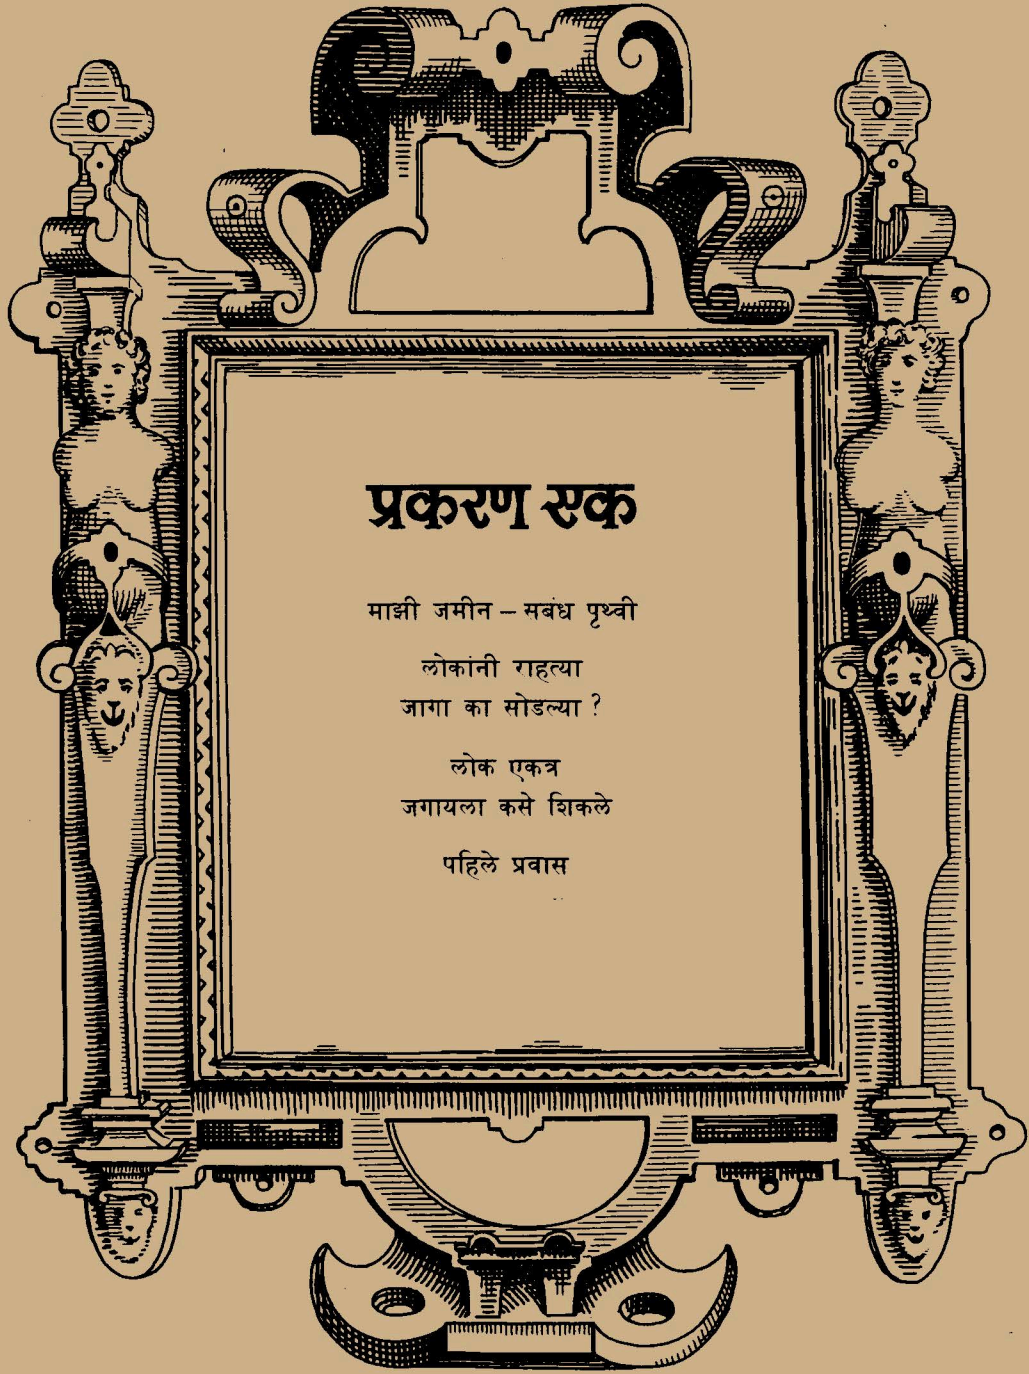 प्रकरण एक
माझी जमीन – सबंध पृथ्वी
लोकांनी राहत्या
जागा का सोडल्या ?
लोक एकत्र
जगायला कसे शिकले
पहिले प्रवास